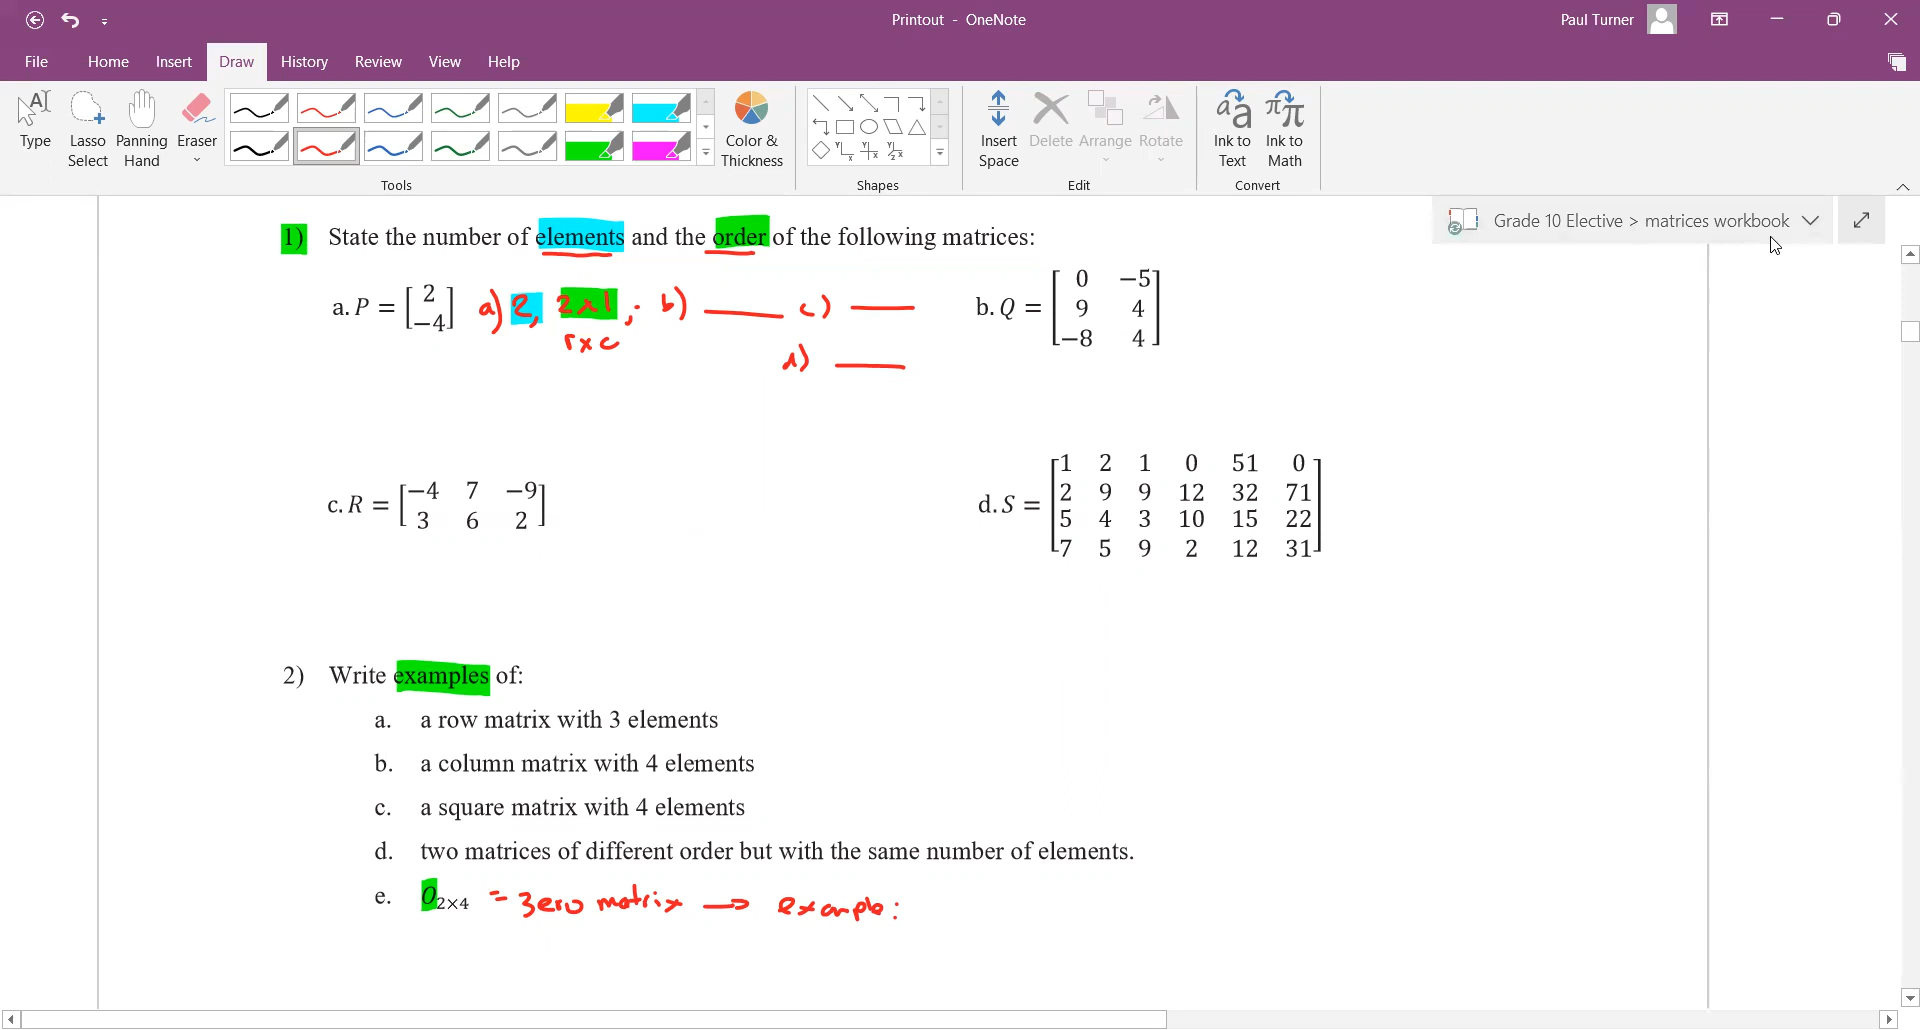 Printout - OneNote
Paul Turner
File Home Insert Draw History Review View Help
Type
Lasso Select
Panning Hand
Eraser
Color & Thickness
Insert Space
Delete
Arrange
Rotate
Ink to Text
Ink to Math
Tools
Shapes
Edit
Convert
Grade 10 Elective > matrices workbook
1) State the number of elements and the order of the following matrices:
a. P = [2
-4]
a) 2, 2x1 ; b) ____ c) ____
r x c
d) ____
b. Q = [0 −5
9 4
−8 4]
c. R = [−4 7 −9
3 6 2]
d. S = [1 2 1 0 51 0
2 9 9 12 32 71
5 4 3 10 15 22
7 5 9 2 12 31]
2) Write examples of:
a. a row matrix with 3 elements
b. a column matrix with 4 elements
c. a square matrix with 4 elements
d. two matrices of different order but with the same number of elements.
e. O2×4 = zero matrix → example: